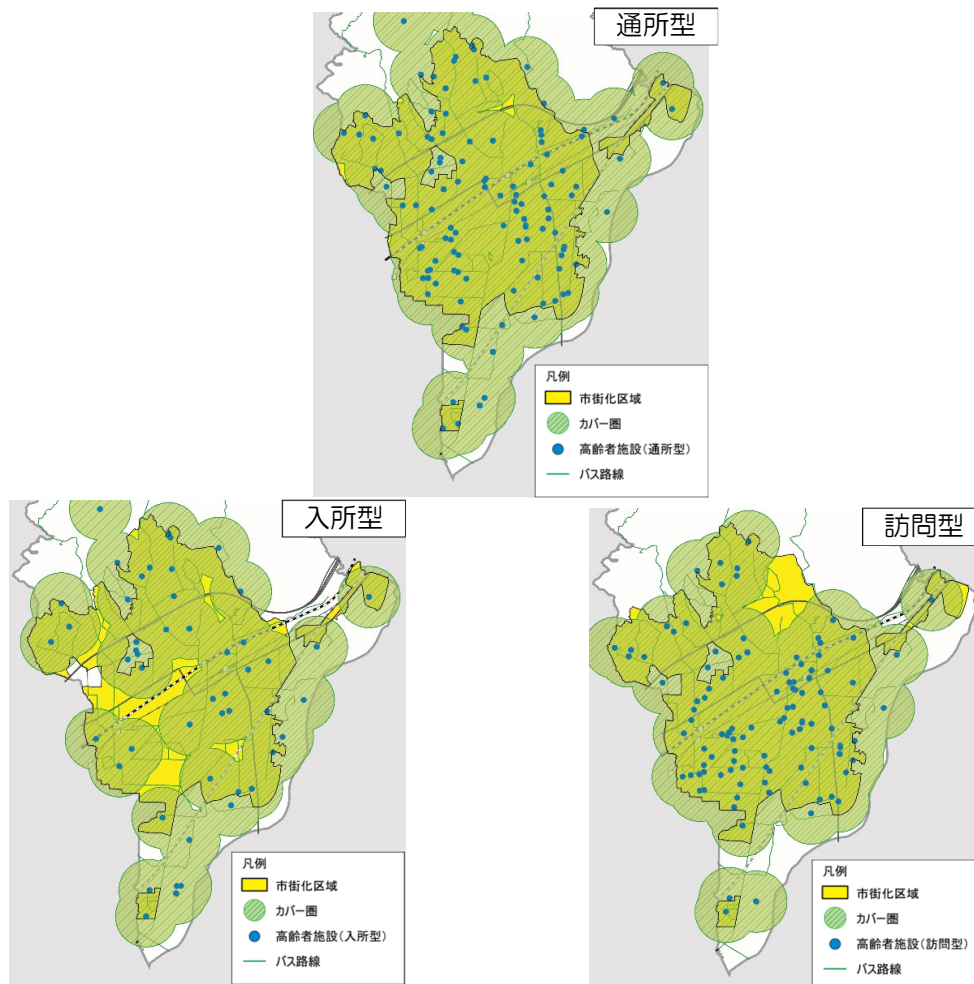 通所型
凡例
市街化区域
カバー圏
高齢者施設(通所型)
バス路線
入所型
凡例
市街化区域
カバー圏
高齢者施設(入所型)
バス路線
訪問型
凡例
市街化区域
カバー圏
高齢者施設(訪問型)
バス路線